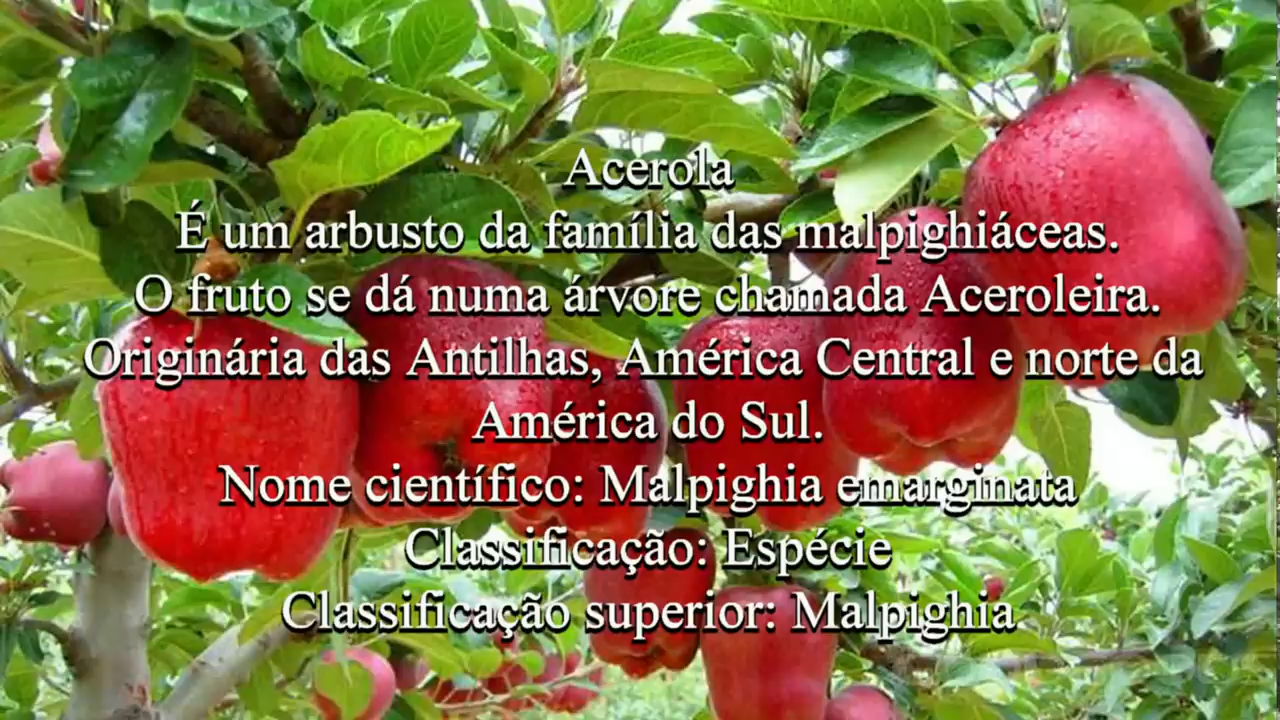 Acerola
É um arbusto da família das malpighiáceas.
O fruto se dá numa árvore chamada Aceroleira.
Originária das Antilhas, América Central e norte da
América do Sul.
Nome científico: Malpighia emarginata
Classificação: Espécie
Classificação superior: Malpighia